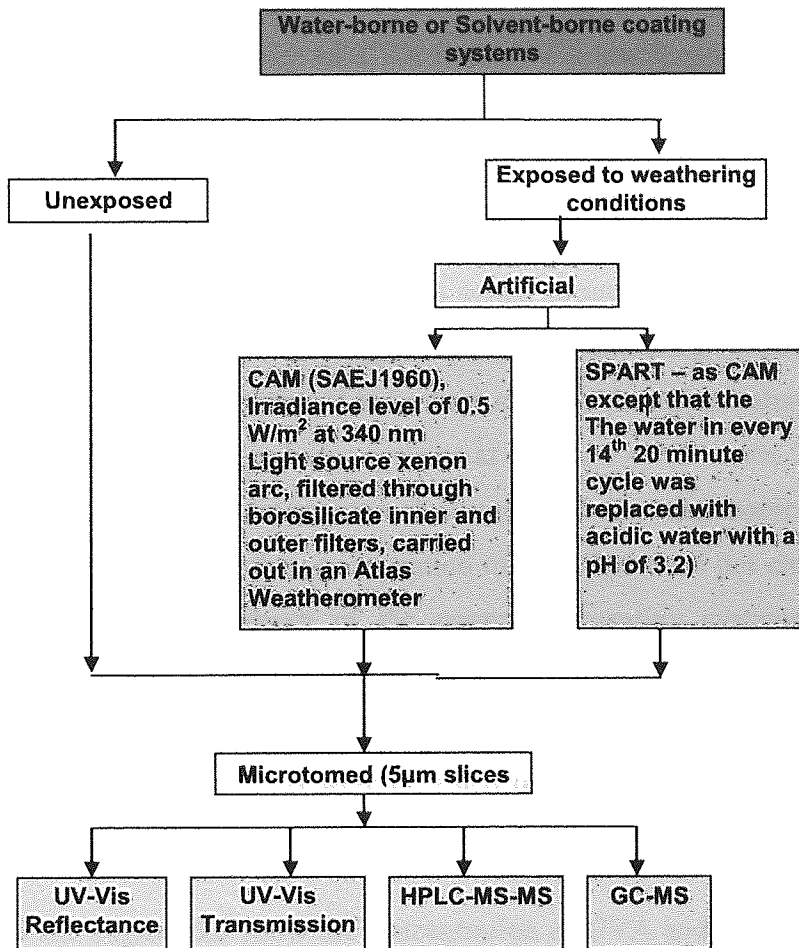 Water-borne or Solvent-borne coating
systems
Unexposed
Exposed to weathering
conditions
Artificial
CAM (SAEJ1960),
Irradiance level of 0.5
W/m² at 340 nm
Light source xenon
arc, filtered through
borosilicate inner and
outer filters, carried
out in an Atlas
Weatherometer
SPART – as CAM
except that the
The water in every
14th 20 minute
cycle was
replaced with
acidic water with a
pH of 3.2)
Microtomed (5µm slices
UV-Vis
Reflectance
UV-Vis
Transmission
HPLC-MS-MS
GC-MS